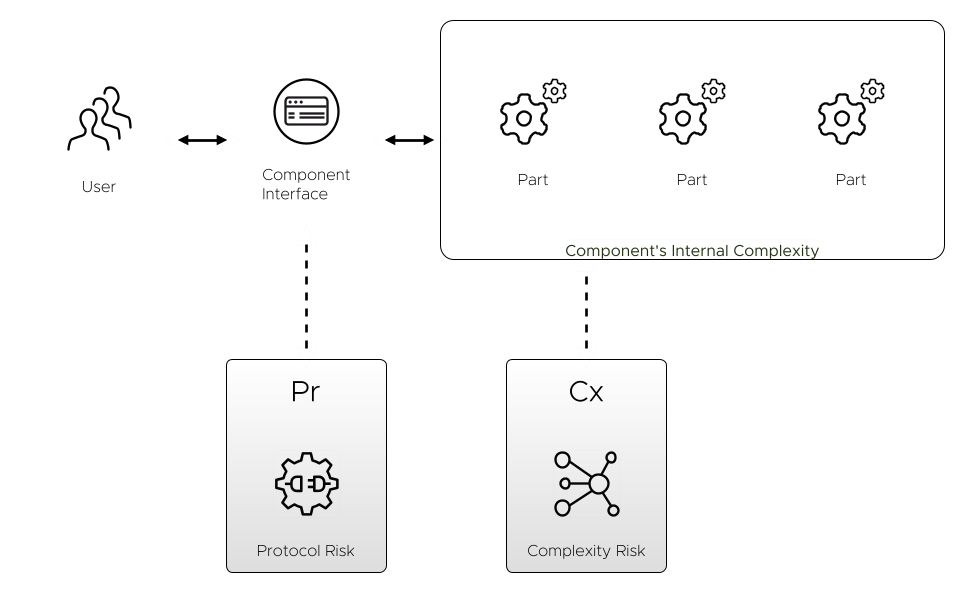 User
Component
Interface
Part
Part
Part
Component's Internal Complexity
Pr
Protocol Risk
Cx
Complexity Risk